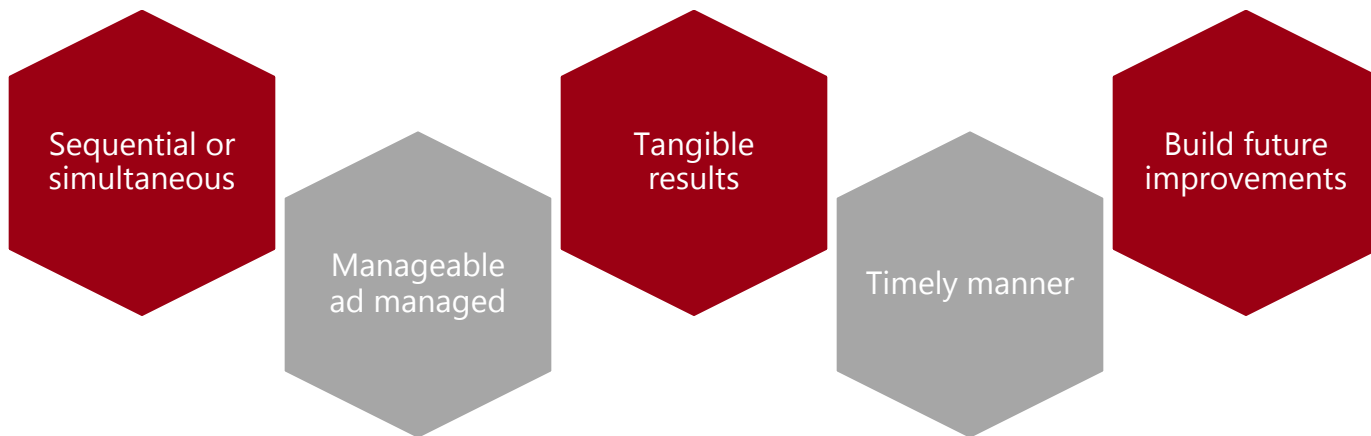 Sequential or
simultaneous
Manageable
ad managed
Tangible
results
Timely manner
Build future
improvements